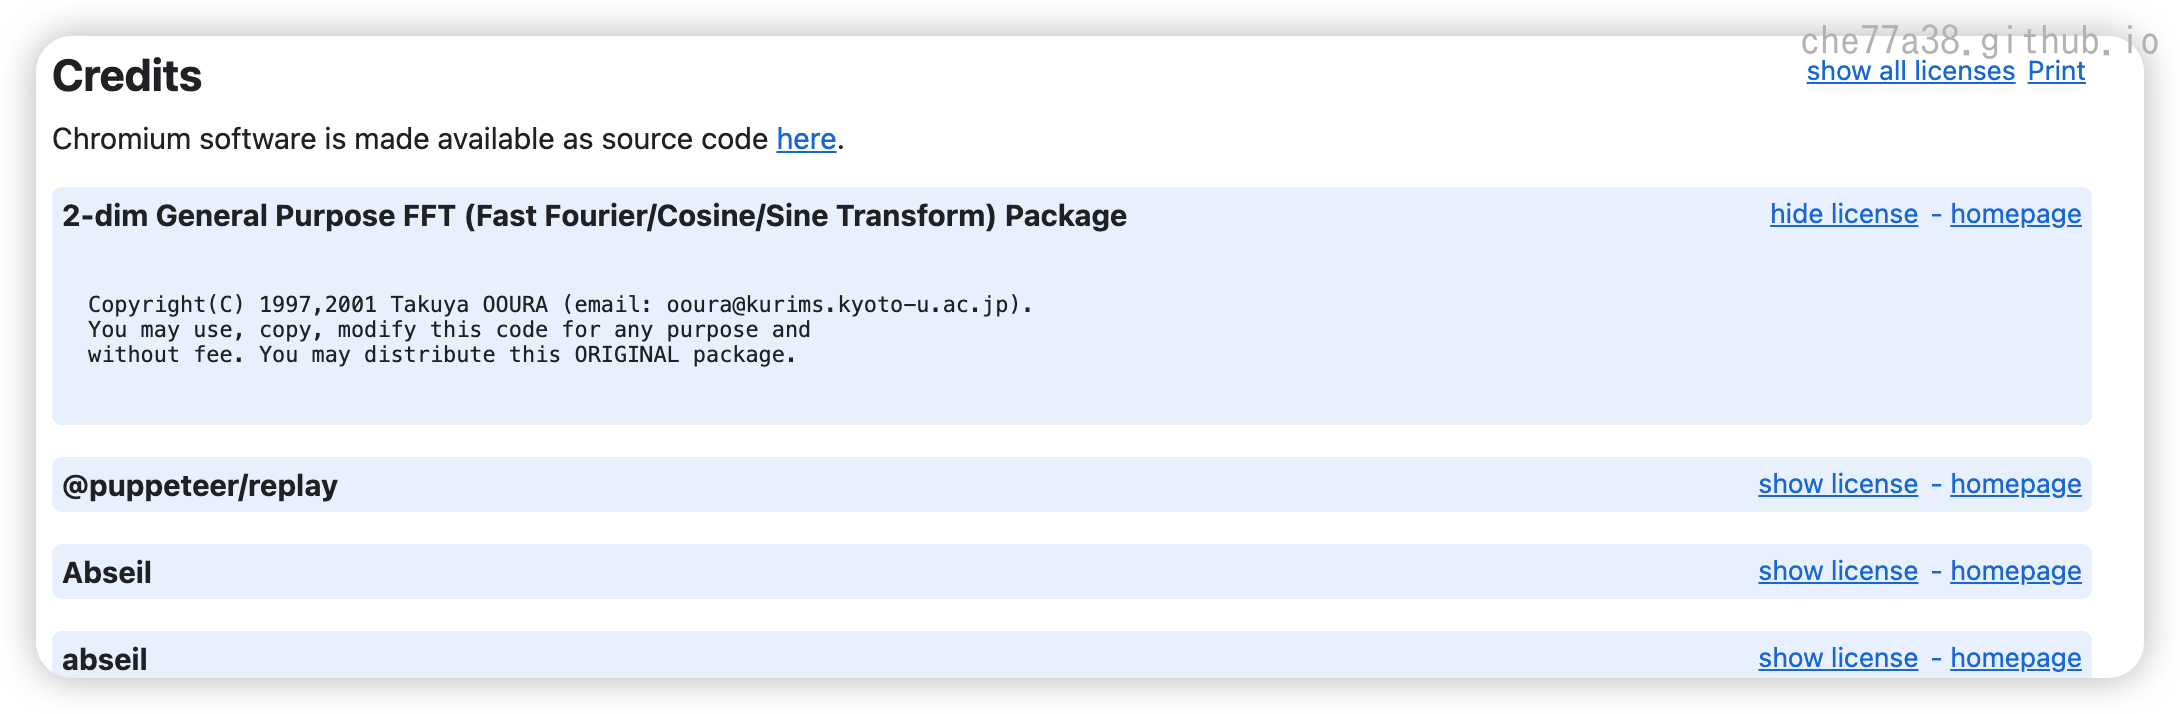 che77a38.github.io
Credits
show all licenses Print
Chromium software is made available as source code here.
2-dim General Purpose FFT (Fast Fourier/Cosine/Sine Transform) Package
hide license - homepage
Copyright(C) 1997,2001 Takuya OOURA (email: ooura@kurims.kyoto-u.ac.jp).
You may use, copy, modify this code for any purpose and
without fee. You may distribute this ORIGINAL package.
@puppeteer/replay
show license - homepage
Abseil
show license - homepage
abseil
show license - homepage